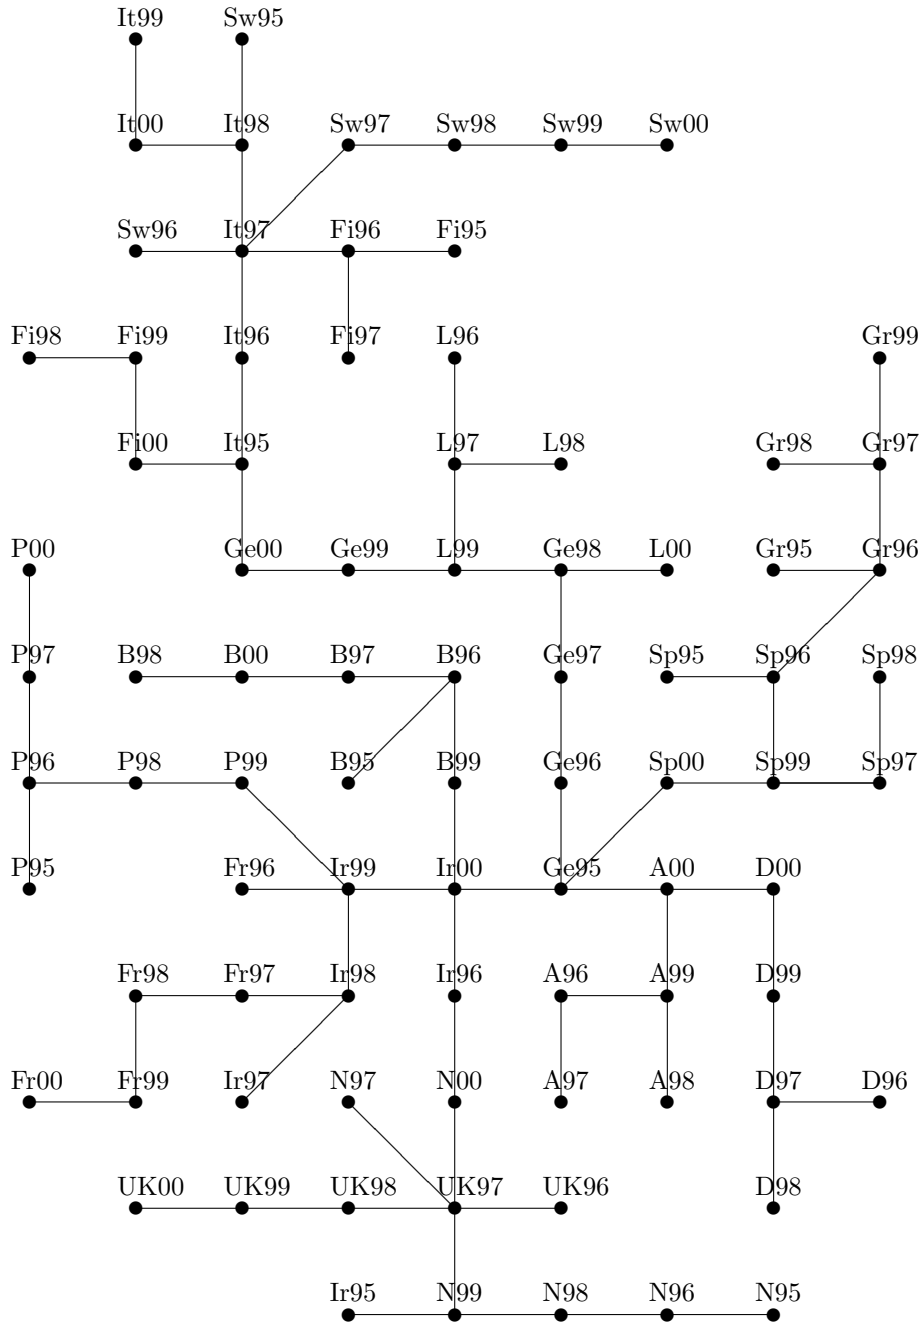 It99 Sw95
It00 It98 Sw97 Sw98 Sw99 Sw00
Sw96 It97 Fi96 Fi95
Fi98 Fi99 It96 Fi97 L96 Gr99
Fi00 It95 L97 L98 Gr98 Gr97
P00 Ge00 Ge99 L99 Ge98 L00 Gr95 Gr96
P97 B98 B00 B97 B96 Ge97 Sp95 Sp96 Sp98
P96 P98 P99 B95 B99 Ge96 Sp00 Sp99 Sp97
P95 Fr96 Ir99 Ir00 Ge95 A00 D00
Fr98 Fr97 Ir98 Ir96 A96 A99 D99
Fr00 Fr99 Ir97 N97 N00 A97 A98 D97 D96
UK00 UK99 UK98 UK97 UK96 D98
Ir95 N99 N98 N96 N95